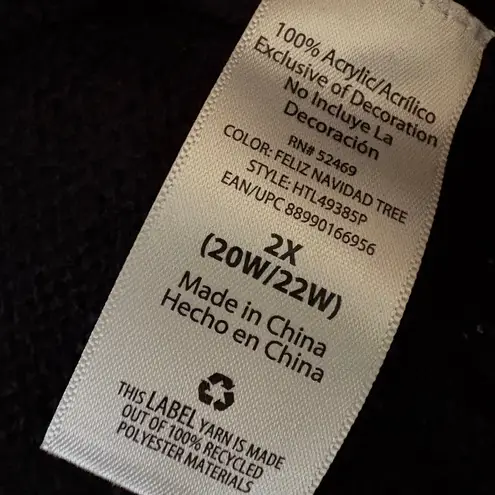 100% Acrylic/Acrílico
Exclusive of Decoration
No Incluye La
Decoración
RN# 52469
COLOR: FELIZ NAVIDAD TREE
STYLE: HTL49385P
EAN/UPC 88990166956
2X
(20W/22W)
Made in China
Hecho en China
THIS LABEL YARN IS MADE
OUT OF 100% RECYCLED
POLYESTER MATERIALS